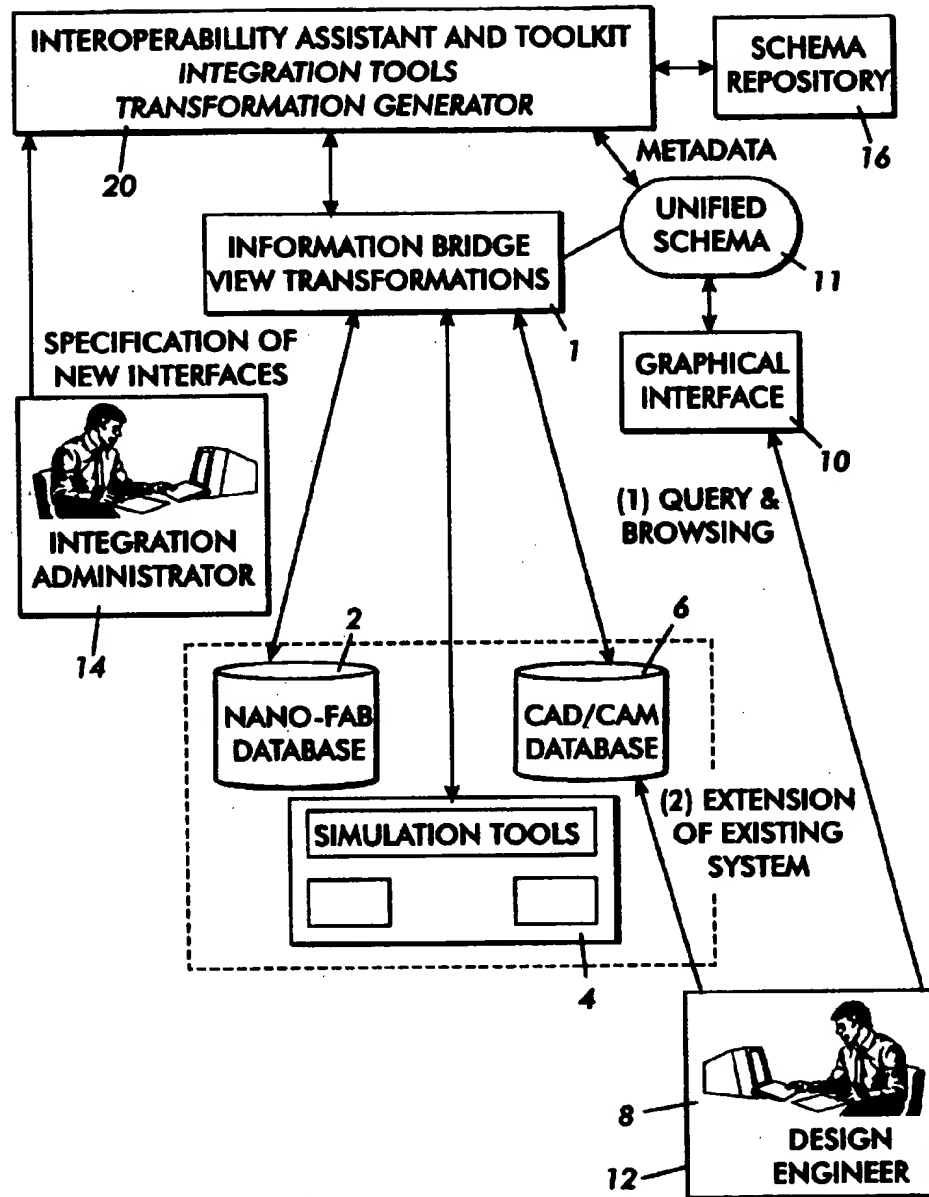 INTEROPERABILLITY ASSISTANT AND TOOLKIT
INTEGRATION TOOLS
TRANSFORMATION GENERATOR
20
SCHEMA
REPOSITORY
16
METADATA
UNIFIED
SCHEMA
11
INFORMATION BRIDGE
VIEW TRANSFORMATIONS
1
SPECIFICATION OF
NEW INTERFACES
GRAPHICAL
INTERFACE
10
INTEGRATION
ADMINISTRATOR
14
(1) QUERY &
BROWSING
2
NANO-FAB
DATABASE
6
CAD/CAM
DATABASE
(2) EXTENSION
OF EXISTING
SYSTEM
SIMULATION TOOLS
4
8
12
DESIGN
ENGINEER